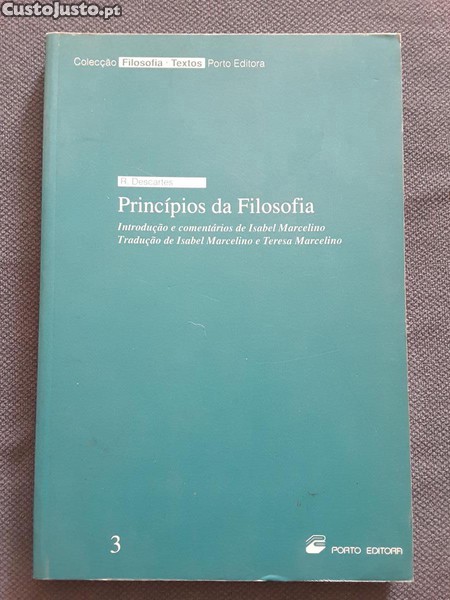 CustoJusto.pt
Colecção Filosofia Textos Porto Editora
R. Descartes
Princípios da Filosofia
Introdução e comentários de Isabel Marcelino
Tradução de Isabel Marcelino e Teresa Marcelino
3
PORTO EDITORA